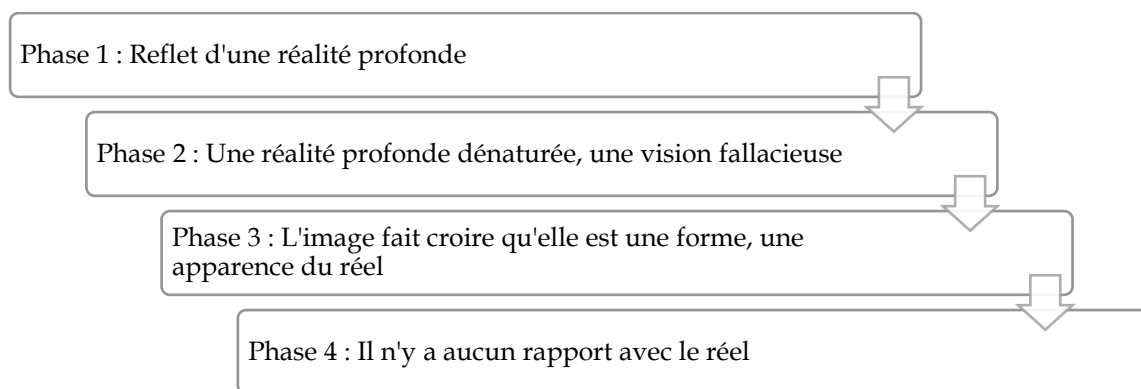 Phase 1 : Reflet d'une réalité profonde
Phase 2 : Une réalité profonde dénaturée, une vision fallacieuse
Phase 3 : L'image fait croire qu'elle est une forme, une
apparence du réel
Phase 4 : Il n'y a aucun rapport avec le réel